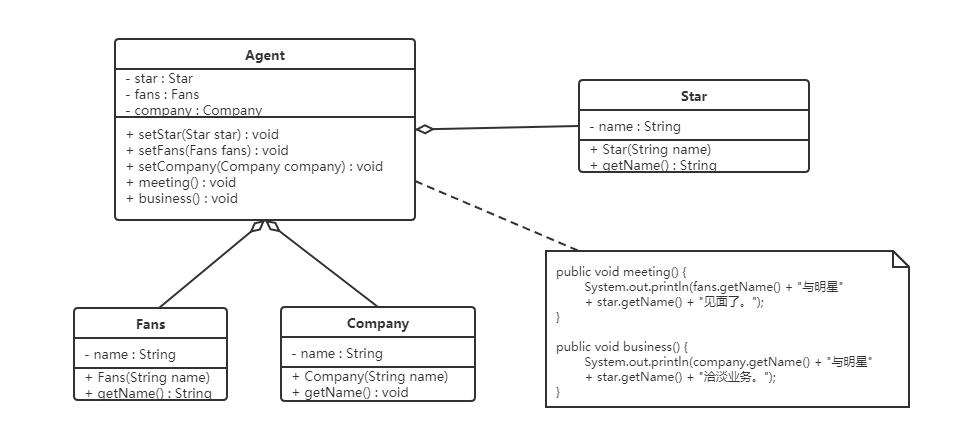 Agent
- star : Star
- fans : Fans
- company : Company
+ setStar(Star star) : void
+ setFans(Fans fans) : void
+ setCompany(Company company) : void
+ meeting() : void
+ business() : void
Star
- name : String
+ Star(String name)
+ getName() : String
Fans
- name : String
+ Fans(String name)
+ getName() : String
Company
- name : String
+ Company(String name)
+ getName() : void
public void meeting() {
System.out.println(fans.getName() + "与明星"
+ star.getName() + "见面了。");
}
public void business() {
System.out.println(company.getName() + "与明星"
+ star.getName() + "洽淡业务。");
}